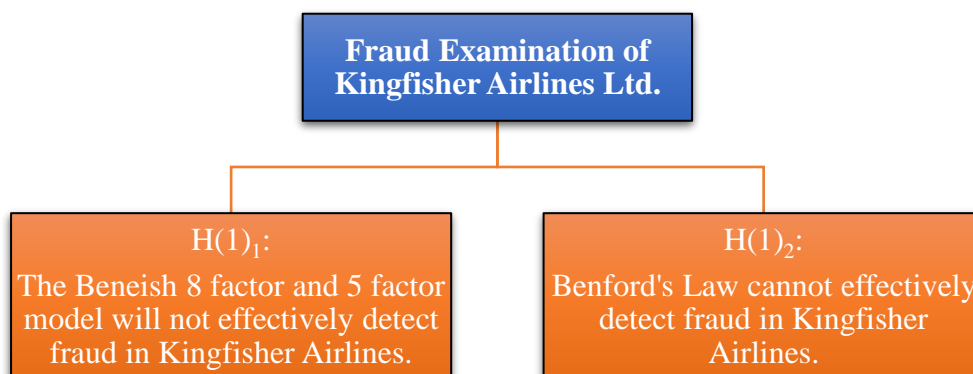 Fraud Examination of
Kingfisher Airlines Ltd.
H(1)₁:
The Beneish 8 factor and 5 factor
model will not effectively detect
fraud in Kingfisher Airlines.
H(1)₂:
Benford's Law cannot effectively
detect fraud in Kingfisher
Airlines.